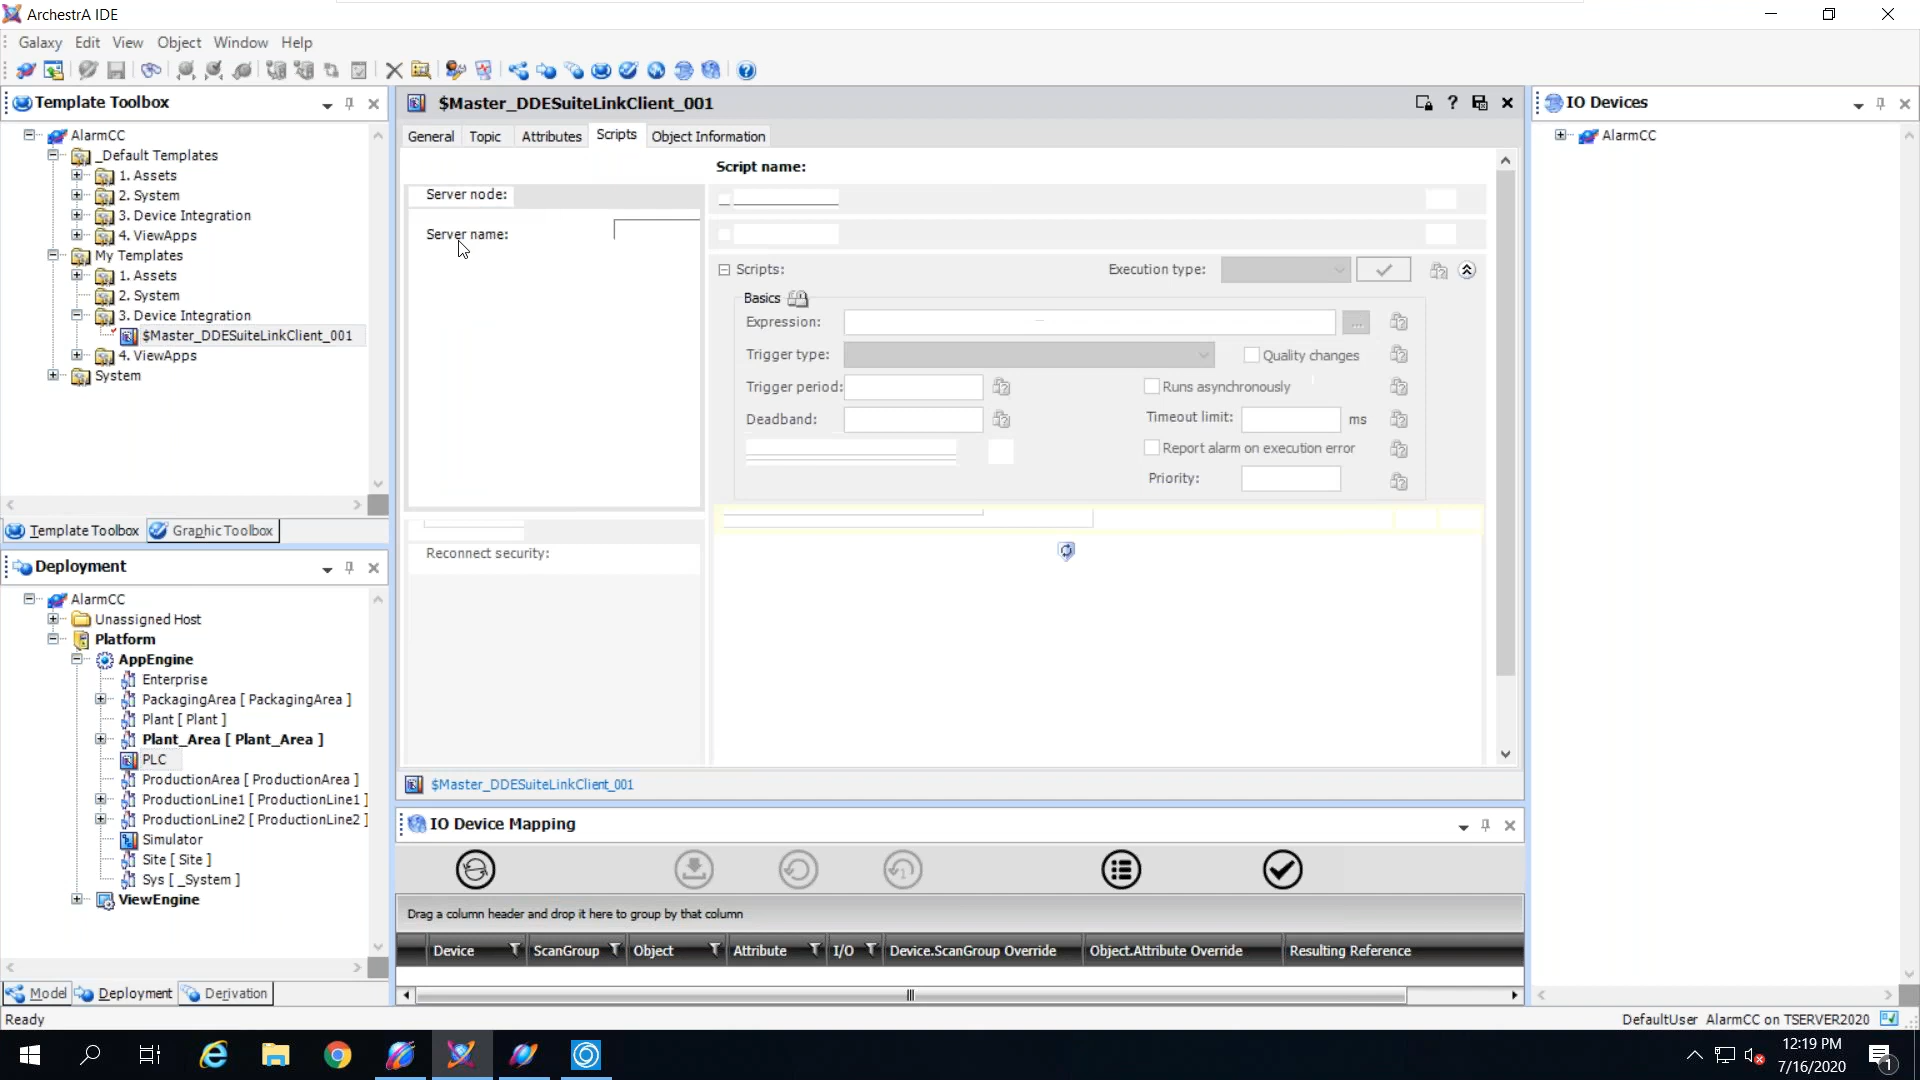 ArchestrA IDE
Galaxy Edit View Object Window Help
Template Toolbox
AlarmCC
_Default Templates
1. Assets
2. System
3. Device Integration
4. ViewApps
My Templates
1. Assets
2. System
3. Device Integration
$Master_DDESuiteLinkClient_001
4. ViewApps
System
Template Toolbox Graphic Toolbox
Deployment
AlarmCC
Unassigned Host
Platform
AppEngine
Enterprise
PackagingArea [ PackagingArea ]
Plant [ Plant ]
Plant_Area [ Plant_Area ]
PLC
ProductionArea [ ProductionArea ]
ProductionLine1 [ ProductionLine1 ]
ProductionLine2 [ ProductionLine2 ]
Simulator
Site [ Site ]
Sys [ _System ]
ViewEngine
Model Deployment Derivation
Ready
$Master_DDESuiteLinkClient_001
General Topic Attributes Scripts Object Information
Server node:
Server name:
Reconnect security:
Script name:
Scripts: Execution type:
Basics
Expression: ...
Trigger type: Quality changes
Trigger period: Runs asynchronously
Deadband: Timeout limit: ms
Report alarm on execution error
Priority:
$Master_DDESuiteLinkClient_001
IO Device Mapping
Drag a column header and drop it here to group by that column
Device ScanGroup Object Attribute I/O Device.ScanGroup Override Object.Attribute Override Resulting Reference
IO Devices
AlarmCC
DefaultUser AlarmCC on TSERVER2020
12:19 PM
7/16/2020
1